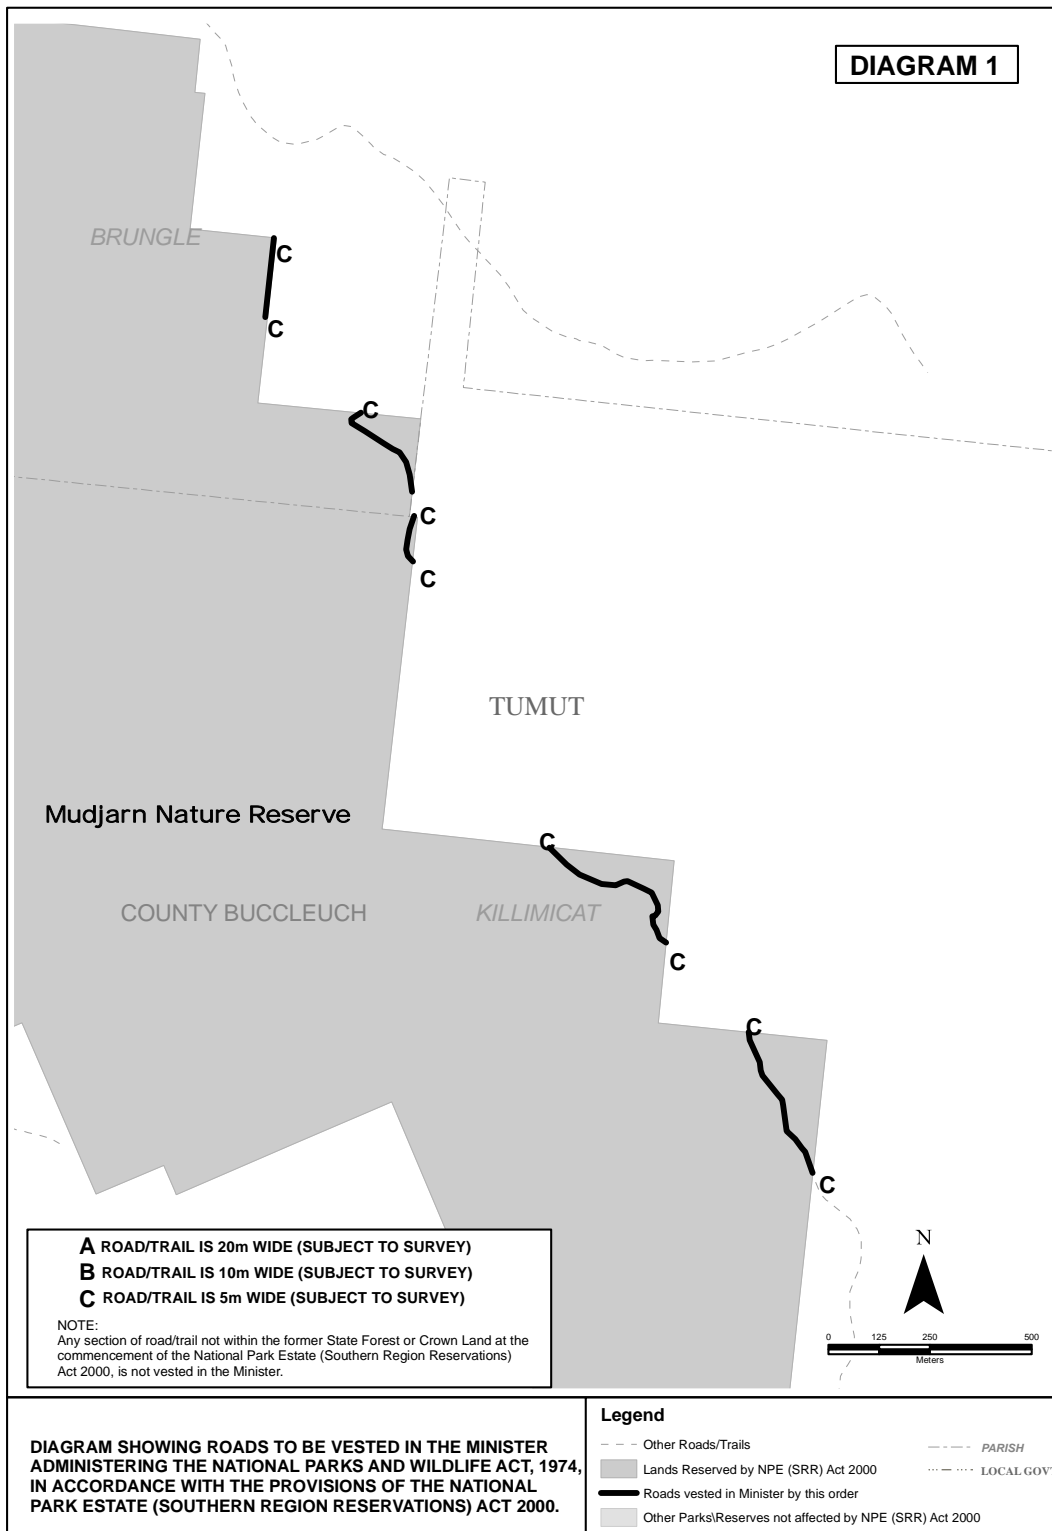 DIAGRAM 1
BRUNGLE
C
C
C
C
C
TUMUT
Mudjarn Nature Reserve
C
COUNTY BUCCLEUCH
KILLIMICAT
C
C
C
N
A ROAD/TRAIL IS 20m WIDE (SUBJECT TO SURVEY)
B ROAD/TRAIL IS 10m WIDE (SUBJECT TO SURVEY)
C ROAD/TRAIL IS 5m WIDE (SUBJECT TO SURVEY)
NOTE:
Any section of road/trail not within the former State Forest or Crown Land at the
commencement of the National Park Estate (Southern Region Reservations)
Act 2000, is not vested in the Minister.
0 125 250 500
Meters
DIAGRAM SHOWING ROADS TO BE VESTED IN THE MINISTER
ADMINISTERING THE NATIONAL PARKS AND WILDLIFE ACT, 1974,
IN ACCORDANCE WITH THE PROVISIONS OF THE NATIONAL
PARK ESTATE (SOUTHERN REGION RESERVATIONS) ACT 2000.
Legend
Other Roads/Trails
Lands Reserved by NPE (SRR) Act 2000
Roads vested in Minister by this order
Other Parks\Reserves not affected by NPE (SRR) Act 2000
PARISH
LOCAL GOV